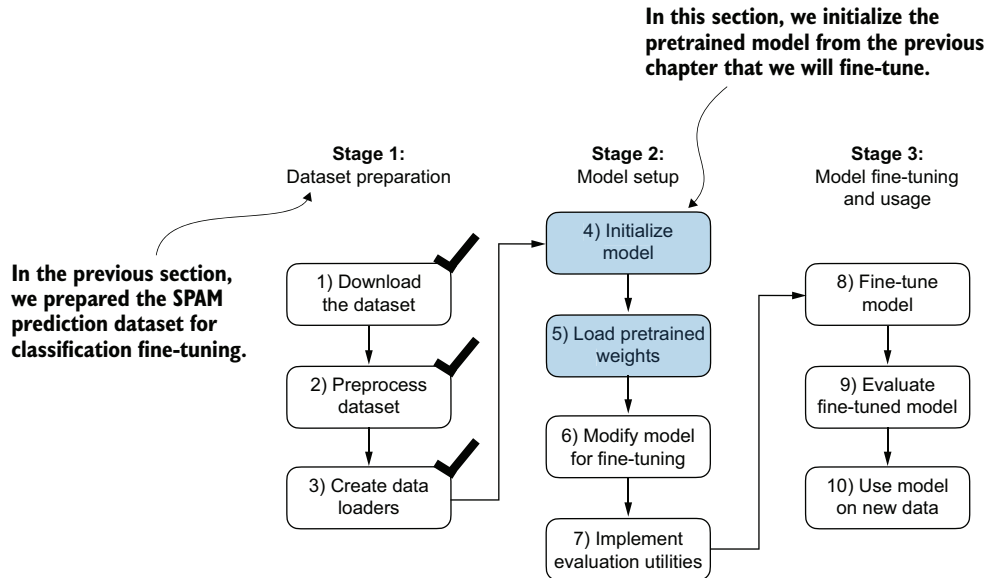 In this section, we initialize the
pretrained model from the previous
chapter that we will fine-tune.
Stage 1:
Dataset preparation
Stage 2:
Model setup
Stage 3:
Model fine-tuning
and usage
In the previous section,
we prepared the SPAM
prediction dataset for
classification fine-tuning.
1) Download
the dataset
2) Preprocess
dataset
3) Create data
loaders
4) Initialize
model
5) Load pretrained
weights
6) Modify model
for fine-tuning
7) Implement
evaluation utilities
8) Fine-tune
model
9) Evaluate
fine-tuned model
10) Use model
on new data